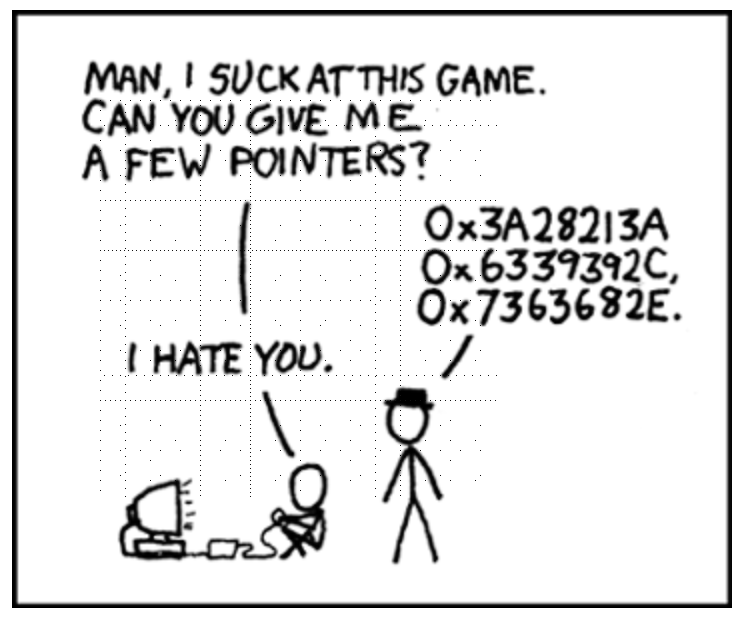 MAN, I SUCK AT THIS GAME.
CAN YOU GIVE ME
A FEW POINTERS?
0x3A28213A
0x6339392C,
0x7363682E.
I HATE YOU.